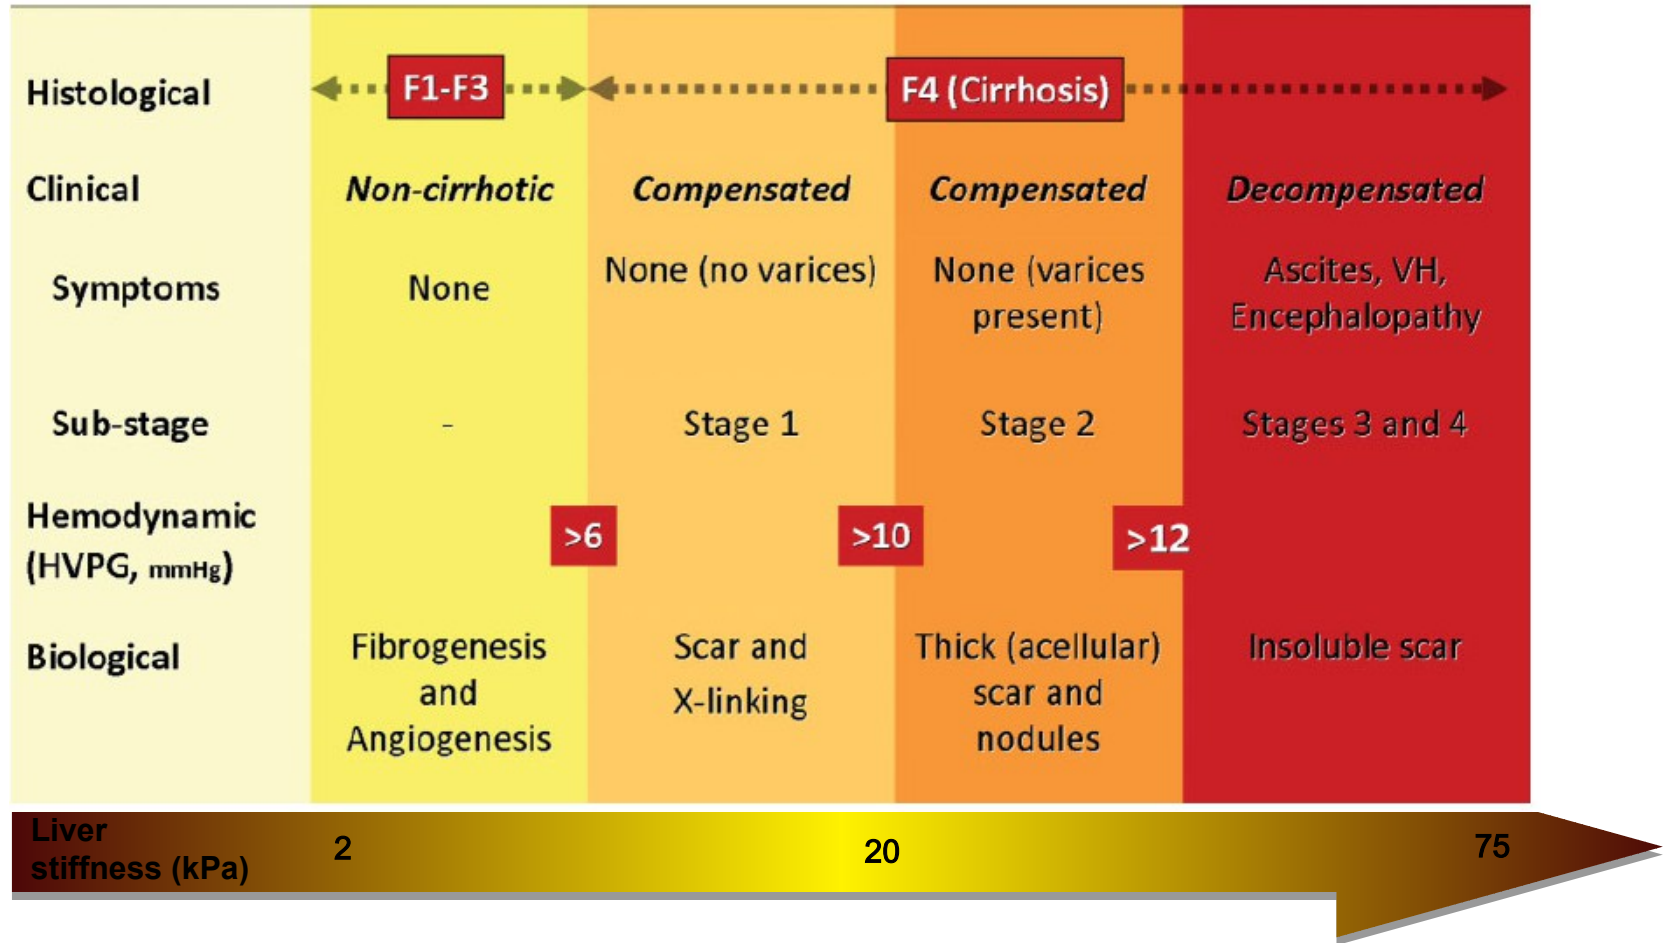 Histological F1-F3 F4 (Cirrhosis)
Clinical Non-cirrhotic Compensated Compensated Decompensated
Symptoms None None (no varices) None (varices present) Ascites, VH, Encephalopathy
Sub-stage - Stage 1 Stage 2 Stages 3 and 4
Hemodynamic
(HVPG, mmHg) >6 >10 >12
Biological
Fibrogenesis
and
Angiogenesis
Scar and
X-linking
Thick (acellular)
scar and
nodules
Insoluble scar
Liver
stiffness (kPa) 2 20 75